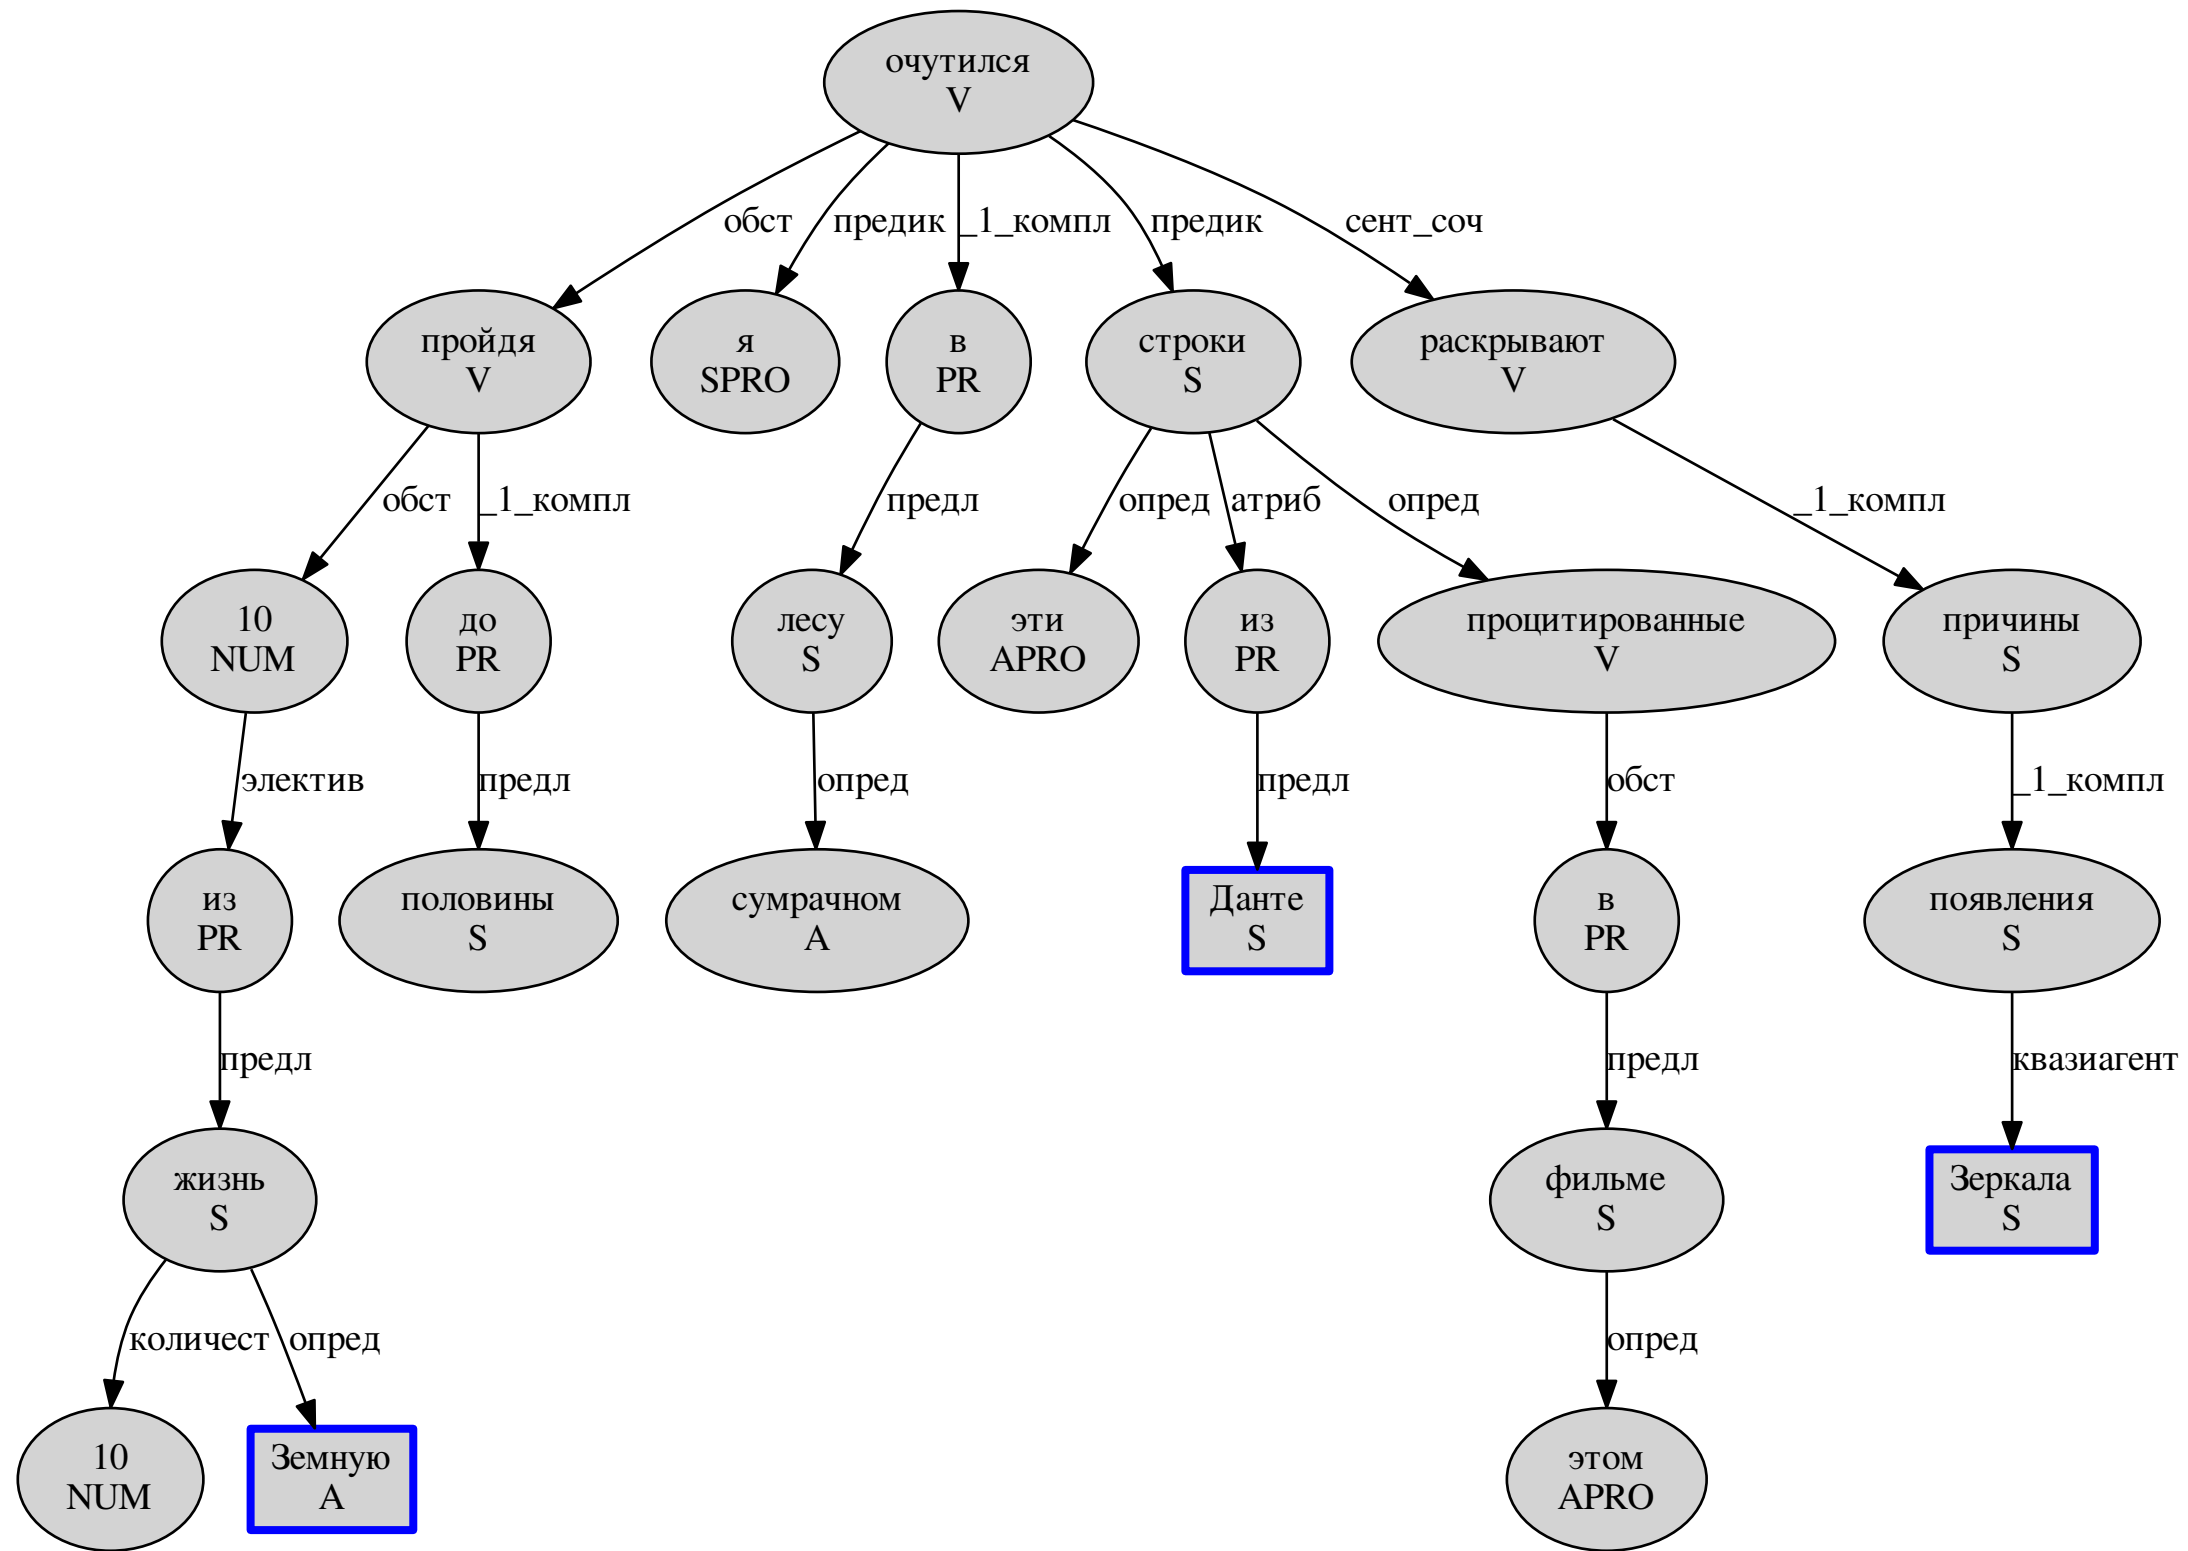 очутился
V
обст
предик
_1_компл
предик
сент_соч
пройдя
V
я
SPRO
в
PR
строки
S
раскрывают
V
обст
_1_компл
предл
опред
атриб
опред
_1_компл
10
NUM
до
PR
лесу
S
эти
APRO
из
PR
процитированные
V
причины
S
электив
предл
опред
предл
обст
_1_компл
из
PR
половины
S
сумрачном
A
Данте
S
в
PR
появления
S
предл
предл
квазиагент
жизнь
S
фильме
S
Зеркала
S
количест
опред
опред
10
NUM
Земную
A
этом
APRO